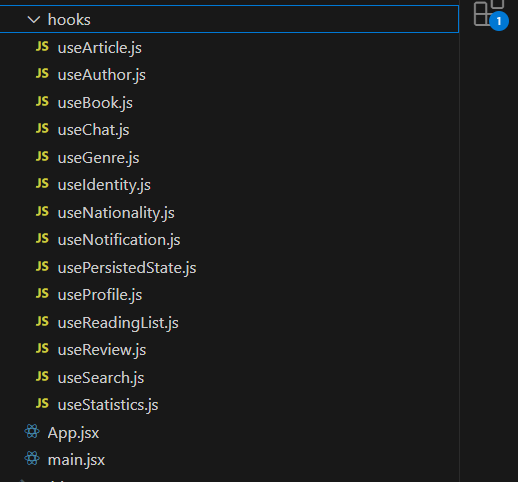 hooks
JS useArticle.js
JS useAuthor.js
JS useBook.js
JS useChat.js
JS useGenre.js
JS useIdentity.js
JS useNationality.js
JS useNotification.js
JS usePersistedState.js
JS useProfile.js
JS useReadingList.js
JS useReview.js
JS useSearch.js
JS useStatistics.js
App.jsx
main.jsx
1